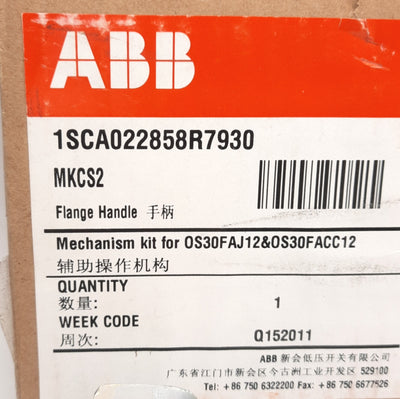 ABB
1SCA022858R7930
MKCS2
Flange Handle 手柄
Mechanism kit for OS30FAJ12&OS30FACC12
辅助操作机构
QUANTITY
数量: 1
WEEK CODE
周次: Q152011
ABB 新会低压开关有限公司
广东省江门市新会区今古洲工业开发区 529100
Tel: + 86 750 6322200 Fax: + 86 750 6677526